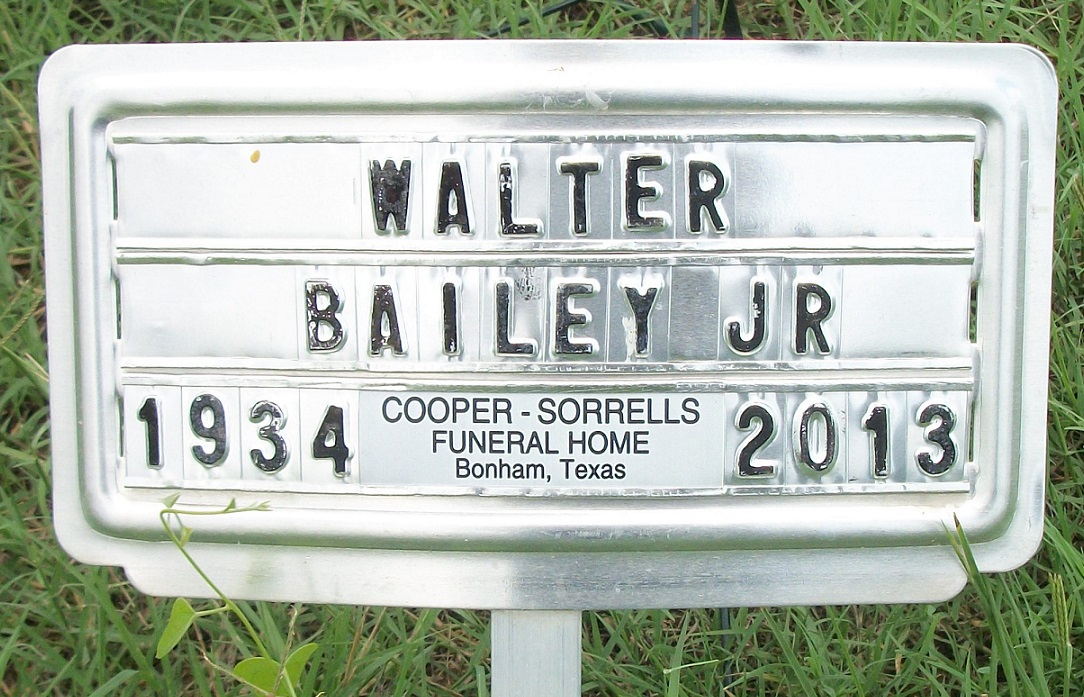 WALTER
BAILEY JR
1934 COOPER - SORRELLS 2013
FUNERAL HOME
Bonham, Texas